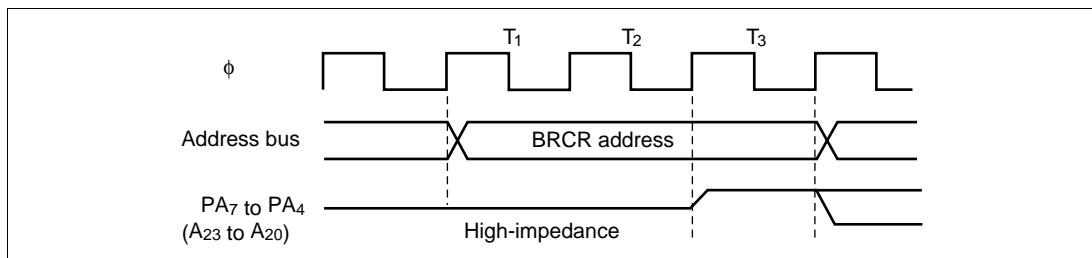 T1 T2 T3
φ
Address bus BRCR address
PA7 to PA4
(A23 to A20) High-impedance